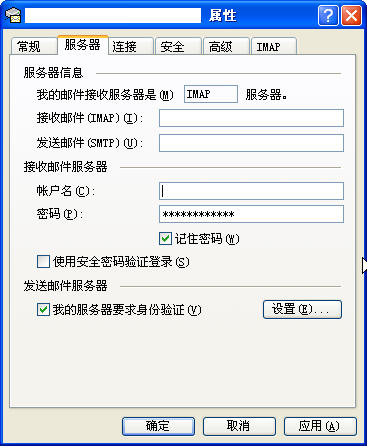 属性
常规 服务器 连接 安全 高级 IMAP
服务器信息
我的邮件接收服务器是(M) IMAP 服务器。
接收邮件(IMAP)(I):
发送邮件(SMTP)(U):
接收邮件服务器
帐户名(C):
密码(P): ************
记住密码(W)
使用安全密码验证登录(S)
发送邮件服务器
我的服务器要求身份验证(V) 设置(E)...
确定 取消 应用(A)